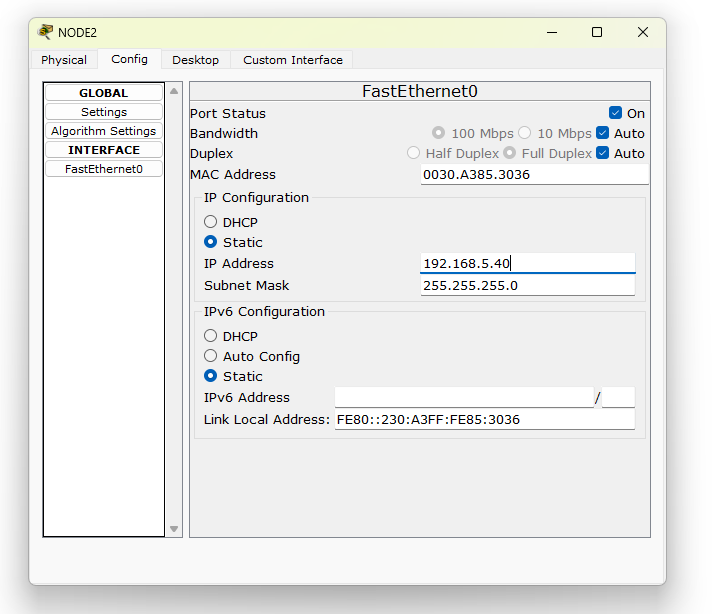 NODE2
Physical Config Desktop Custom Interface
GLOBAL
Settings
Algorithm Settings
INTERFACE
FastEthernet0
FastEthernet0
Port Status On
Bandwidth 100 Mbps 10 Mbps Auto
Duplex Half Duplex Full Duplex Auto
MAC Address 0030.A385.3036
IP Configuration
DHCP
Static
IP Address 192.168.5.40
Subnet Mask 255.255.255.0
IPv6 Configuration
DHCP
Auto Config
Static
IPv6 Address /
Link Local Address: FE80::230:A3FF:FE85:3036